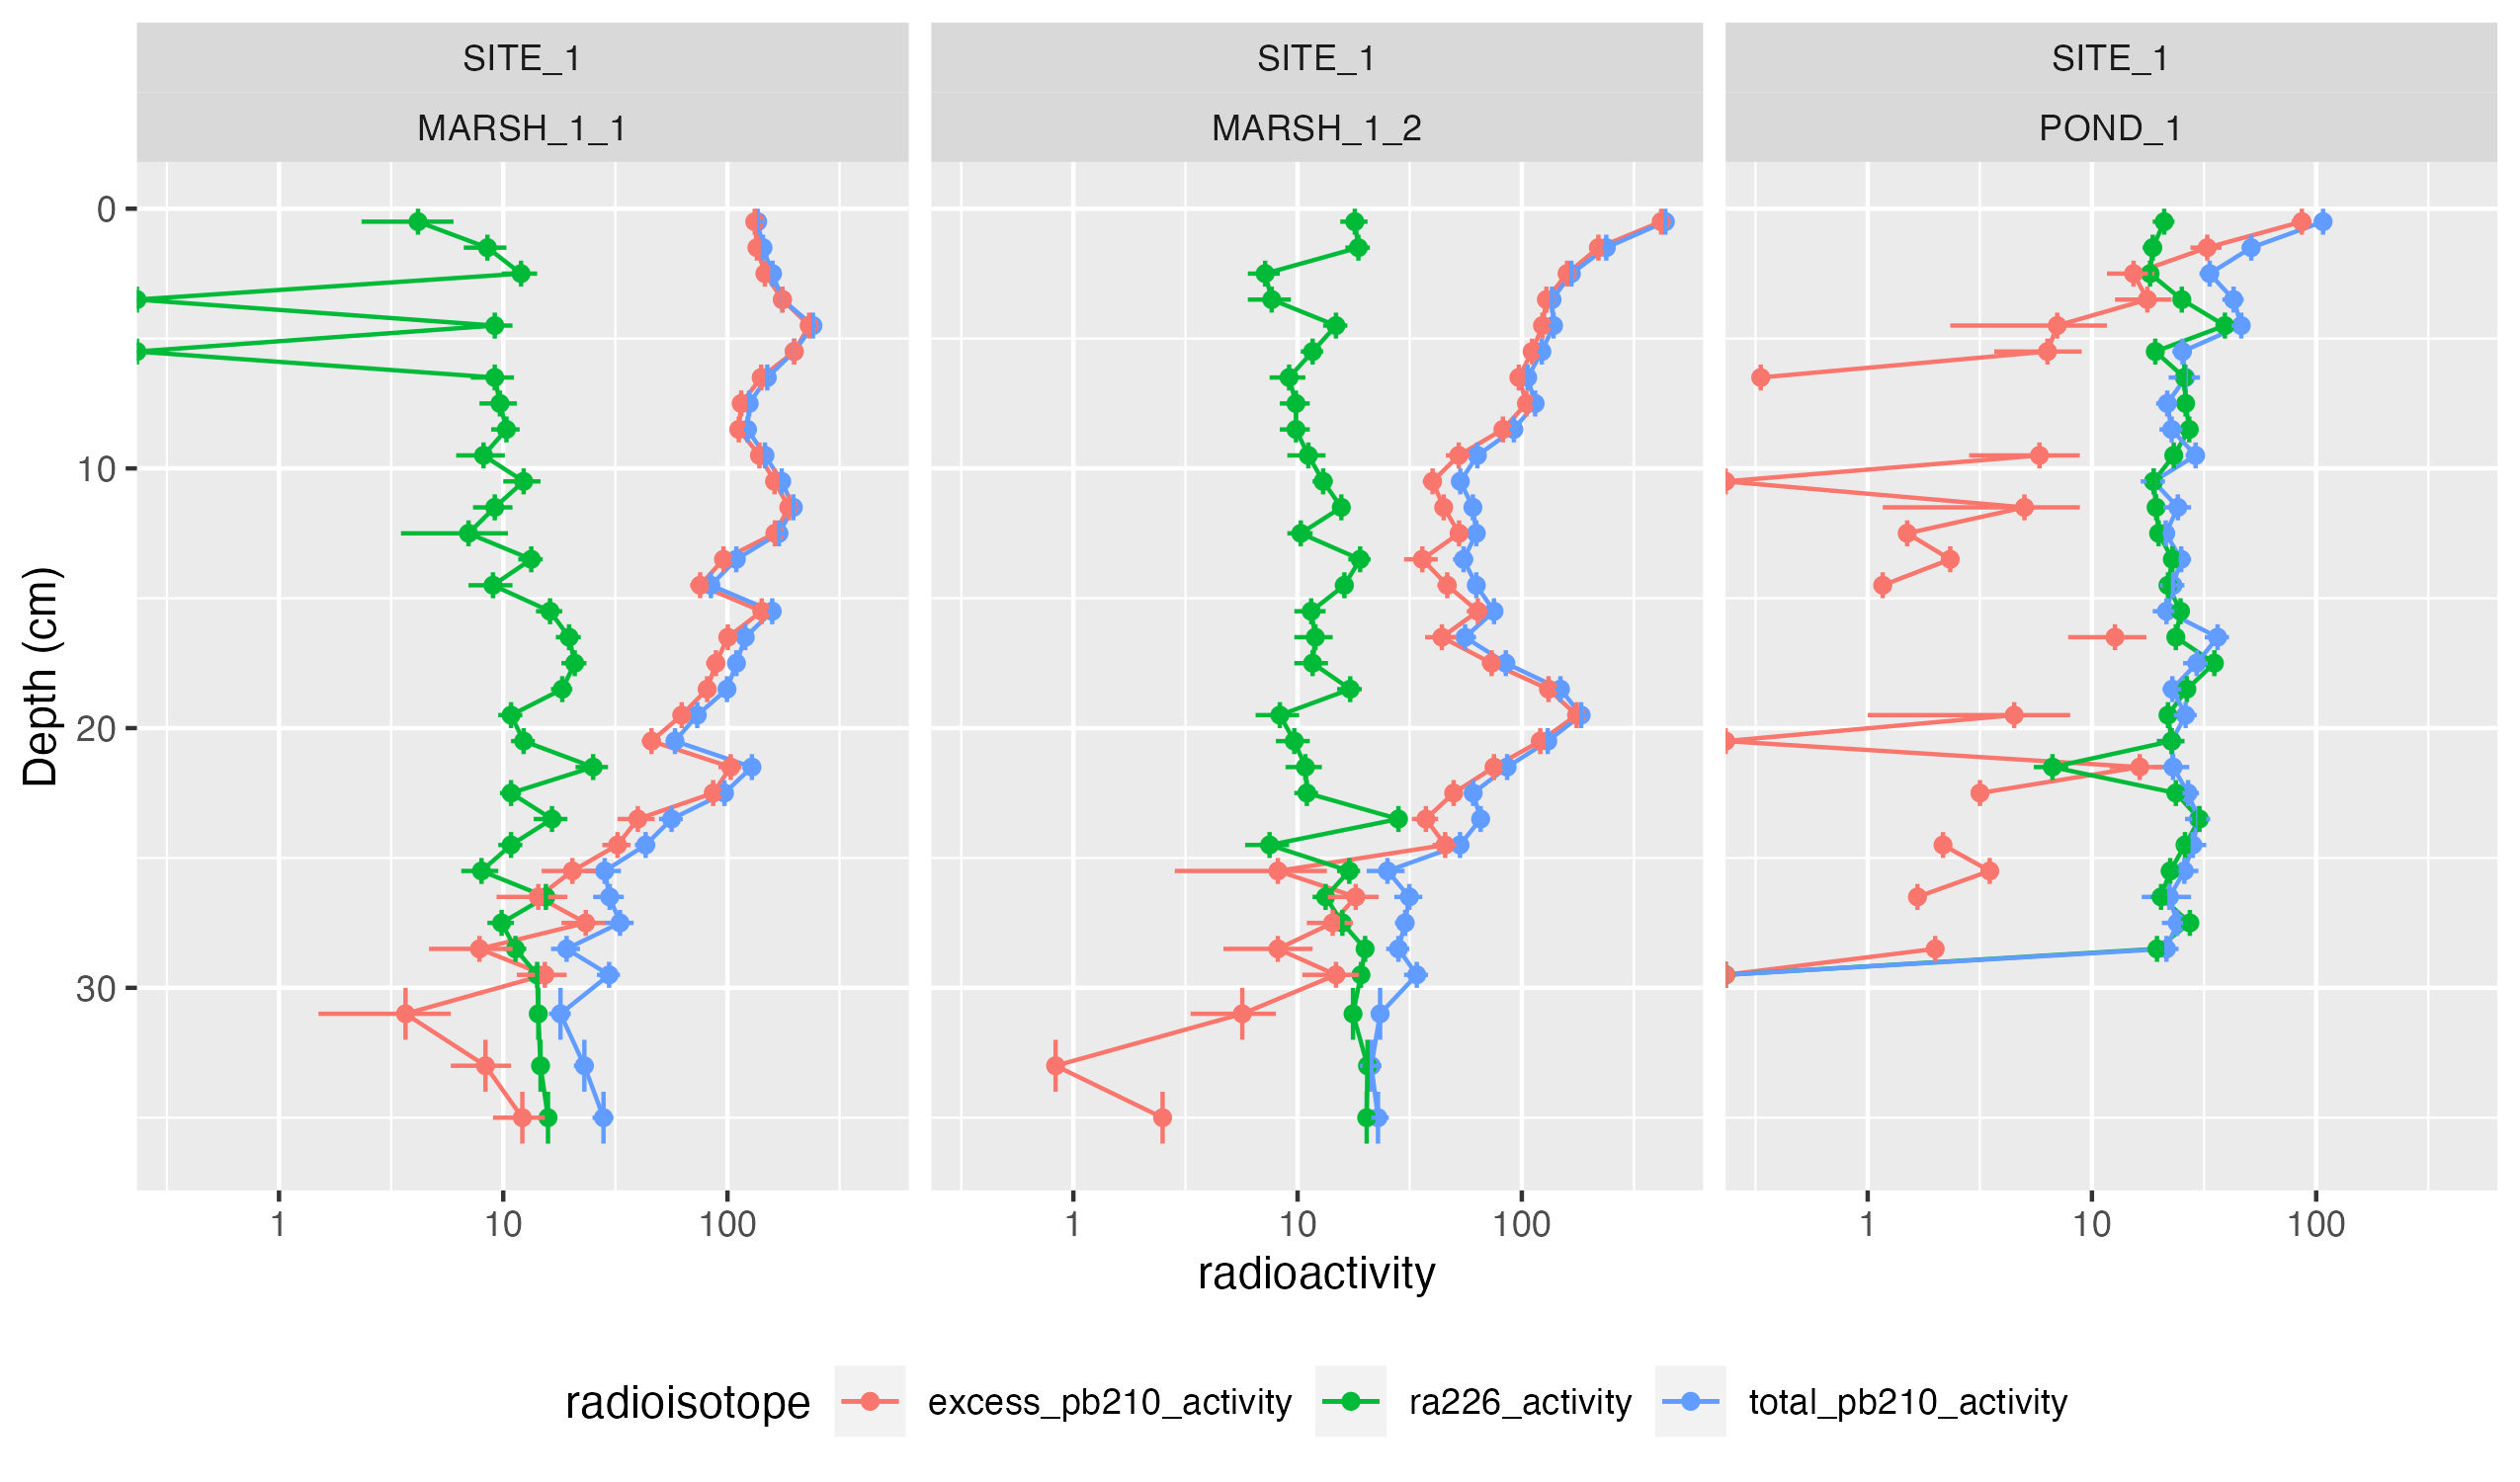 SITE_1 SITE_1 SITE_1
MARSH_1_1 MARSH_1_2 POND_1
0
10
20
30
Depth (cm)
1 10 100 1 10 100 1 10 100
radioactivity
radioisotope excess_pb210_activity ra226_activity total_pb210_activity